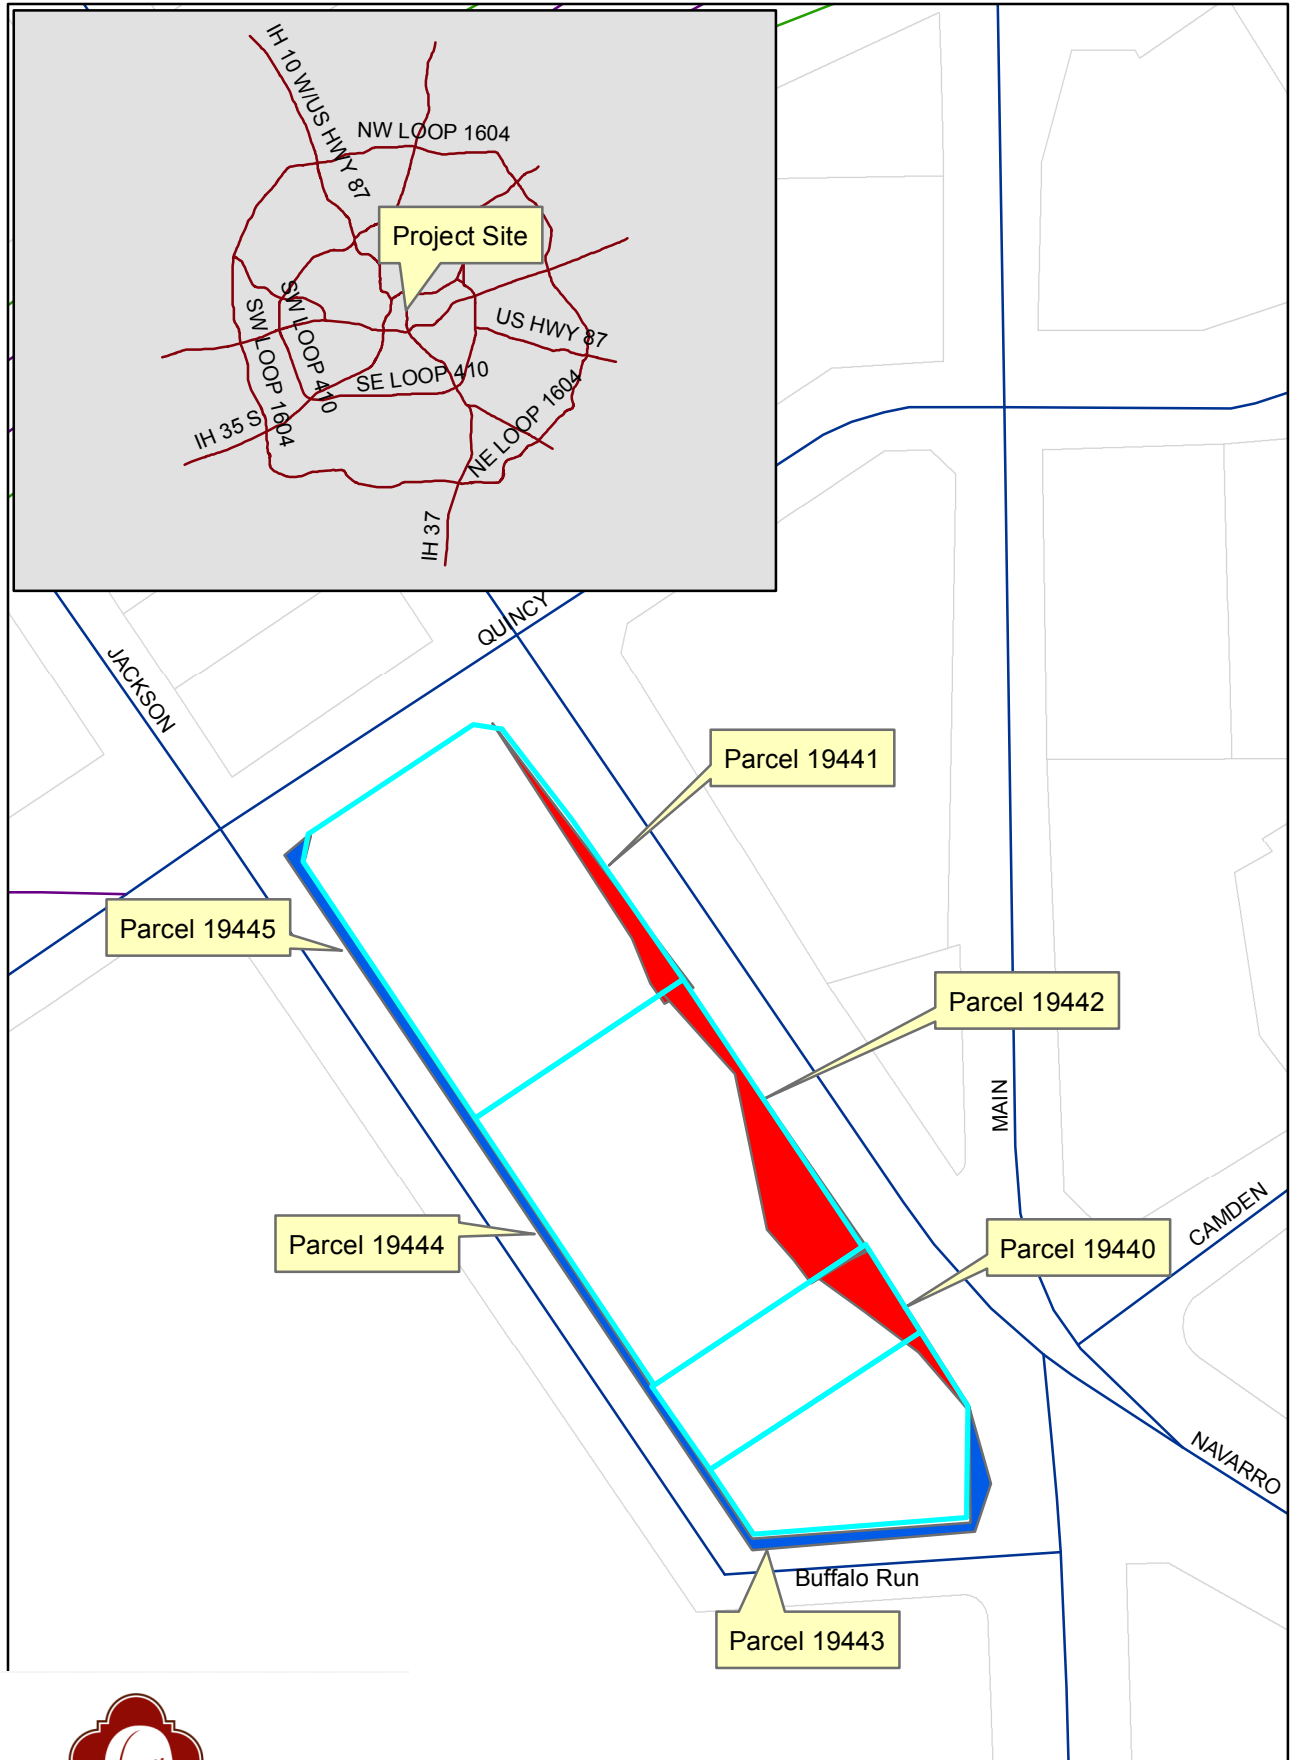 IH 10 W/US HWY 87
NW LOOP 1604
Project Site
SW LOOP 410
SW LOOP 1604
US HWY 87
SE LOOP 410
NE LOOP 1604
IH 35 S
IH 37
QUINCY
JACKSON
Parcel 19441
Parcel 19445
Parcel 19442
MAIN
CAMDEN
Parcel 19444
Parcel 19440
NAVARRO
Buffalo Run
Parcel 19443